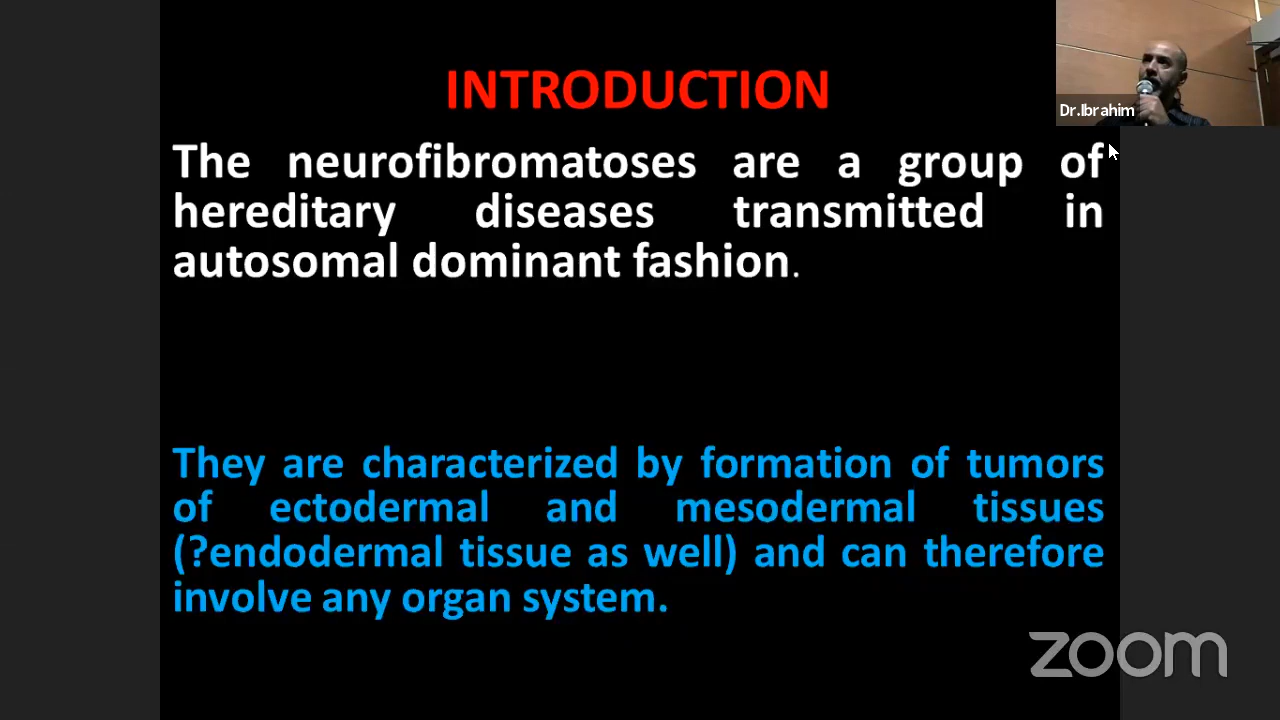 INTRODUCTION
Dr.Ibrahim
The neurofibromatoses are a group of
hereditary diseases transmitted in
autosomal dominant fashion.
They are characterized by formation of tumors
of ectodermal and mesodermal tissues
(?endodermal tissue as well) and can therefore
involve any organ system.
zoom